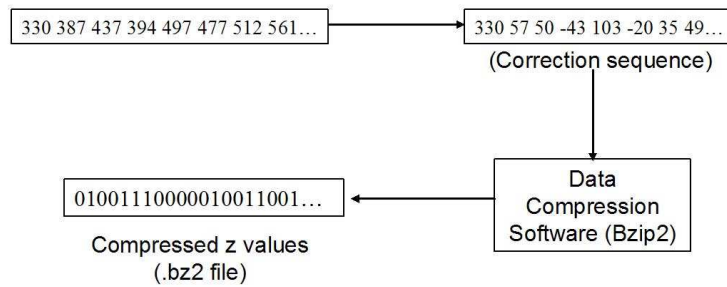 330 387 437 394 497 477 512 561…
330 57 50 -43 103 -20 35 49…
(Correction sequence)
Data
Compression
Software (Bzip2)
01001110000010011001…
Compressed z values
(.bz2 file)